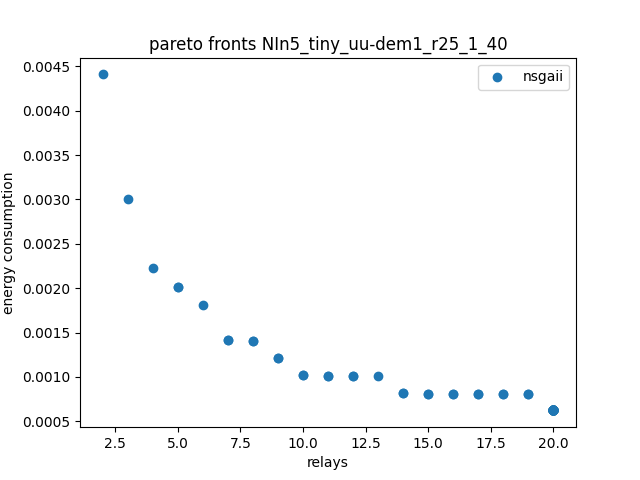 pareto fronts NIn5_tiny_uu-dem1_r25_1_40
nsgaii
0.0045
0.0040
0.0035
0.0030
0.0025
0.0020
0.0015
0.0010
0.0005
energy consumption
2.5 5.0 7.5 10.0 12.5 15.0 17.5 20.0
relays